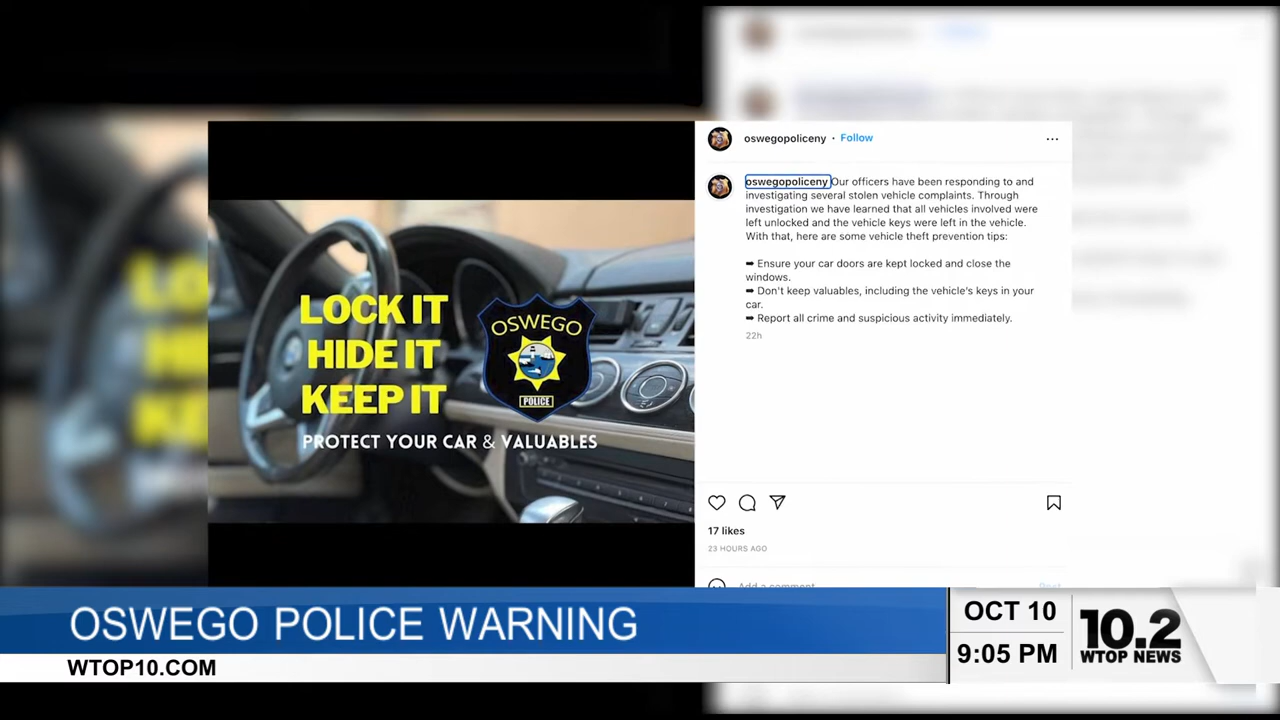 LOCK IT
HIDE IT
KEEP IT
OSWEGO
POLICE
PROTECT YOUR CAR & VALUABLES
oswegopoliceny • Follow
oswegopoliceny Our officers have been responding to and
investigating several stolen vehicle complaints. Through
investigation we have learned that all vehicles involved were
left unlocked and the vehicle keys were left in the vehicle.
With that, here are some vehicle theft prevention tips:
➡ Ensure your car doors are kept locked and close the
windows.
➡ Don't keep valuables, including the vehicle's keys in your
car.
➡ Report all crime and suspicious activity immediately.
22h
17 likes
23 HOURS AGO
Add a comment
Post
OSWEGO POLICE WARNING
WTOP10.COM
OCT 10
9:05 PM
10.2
WTOP NEWS